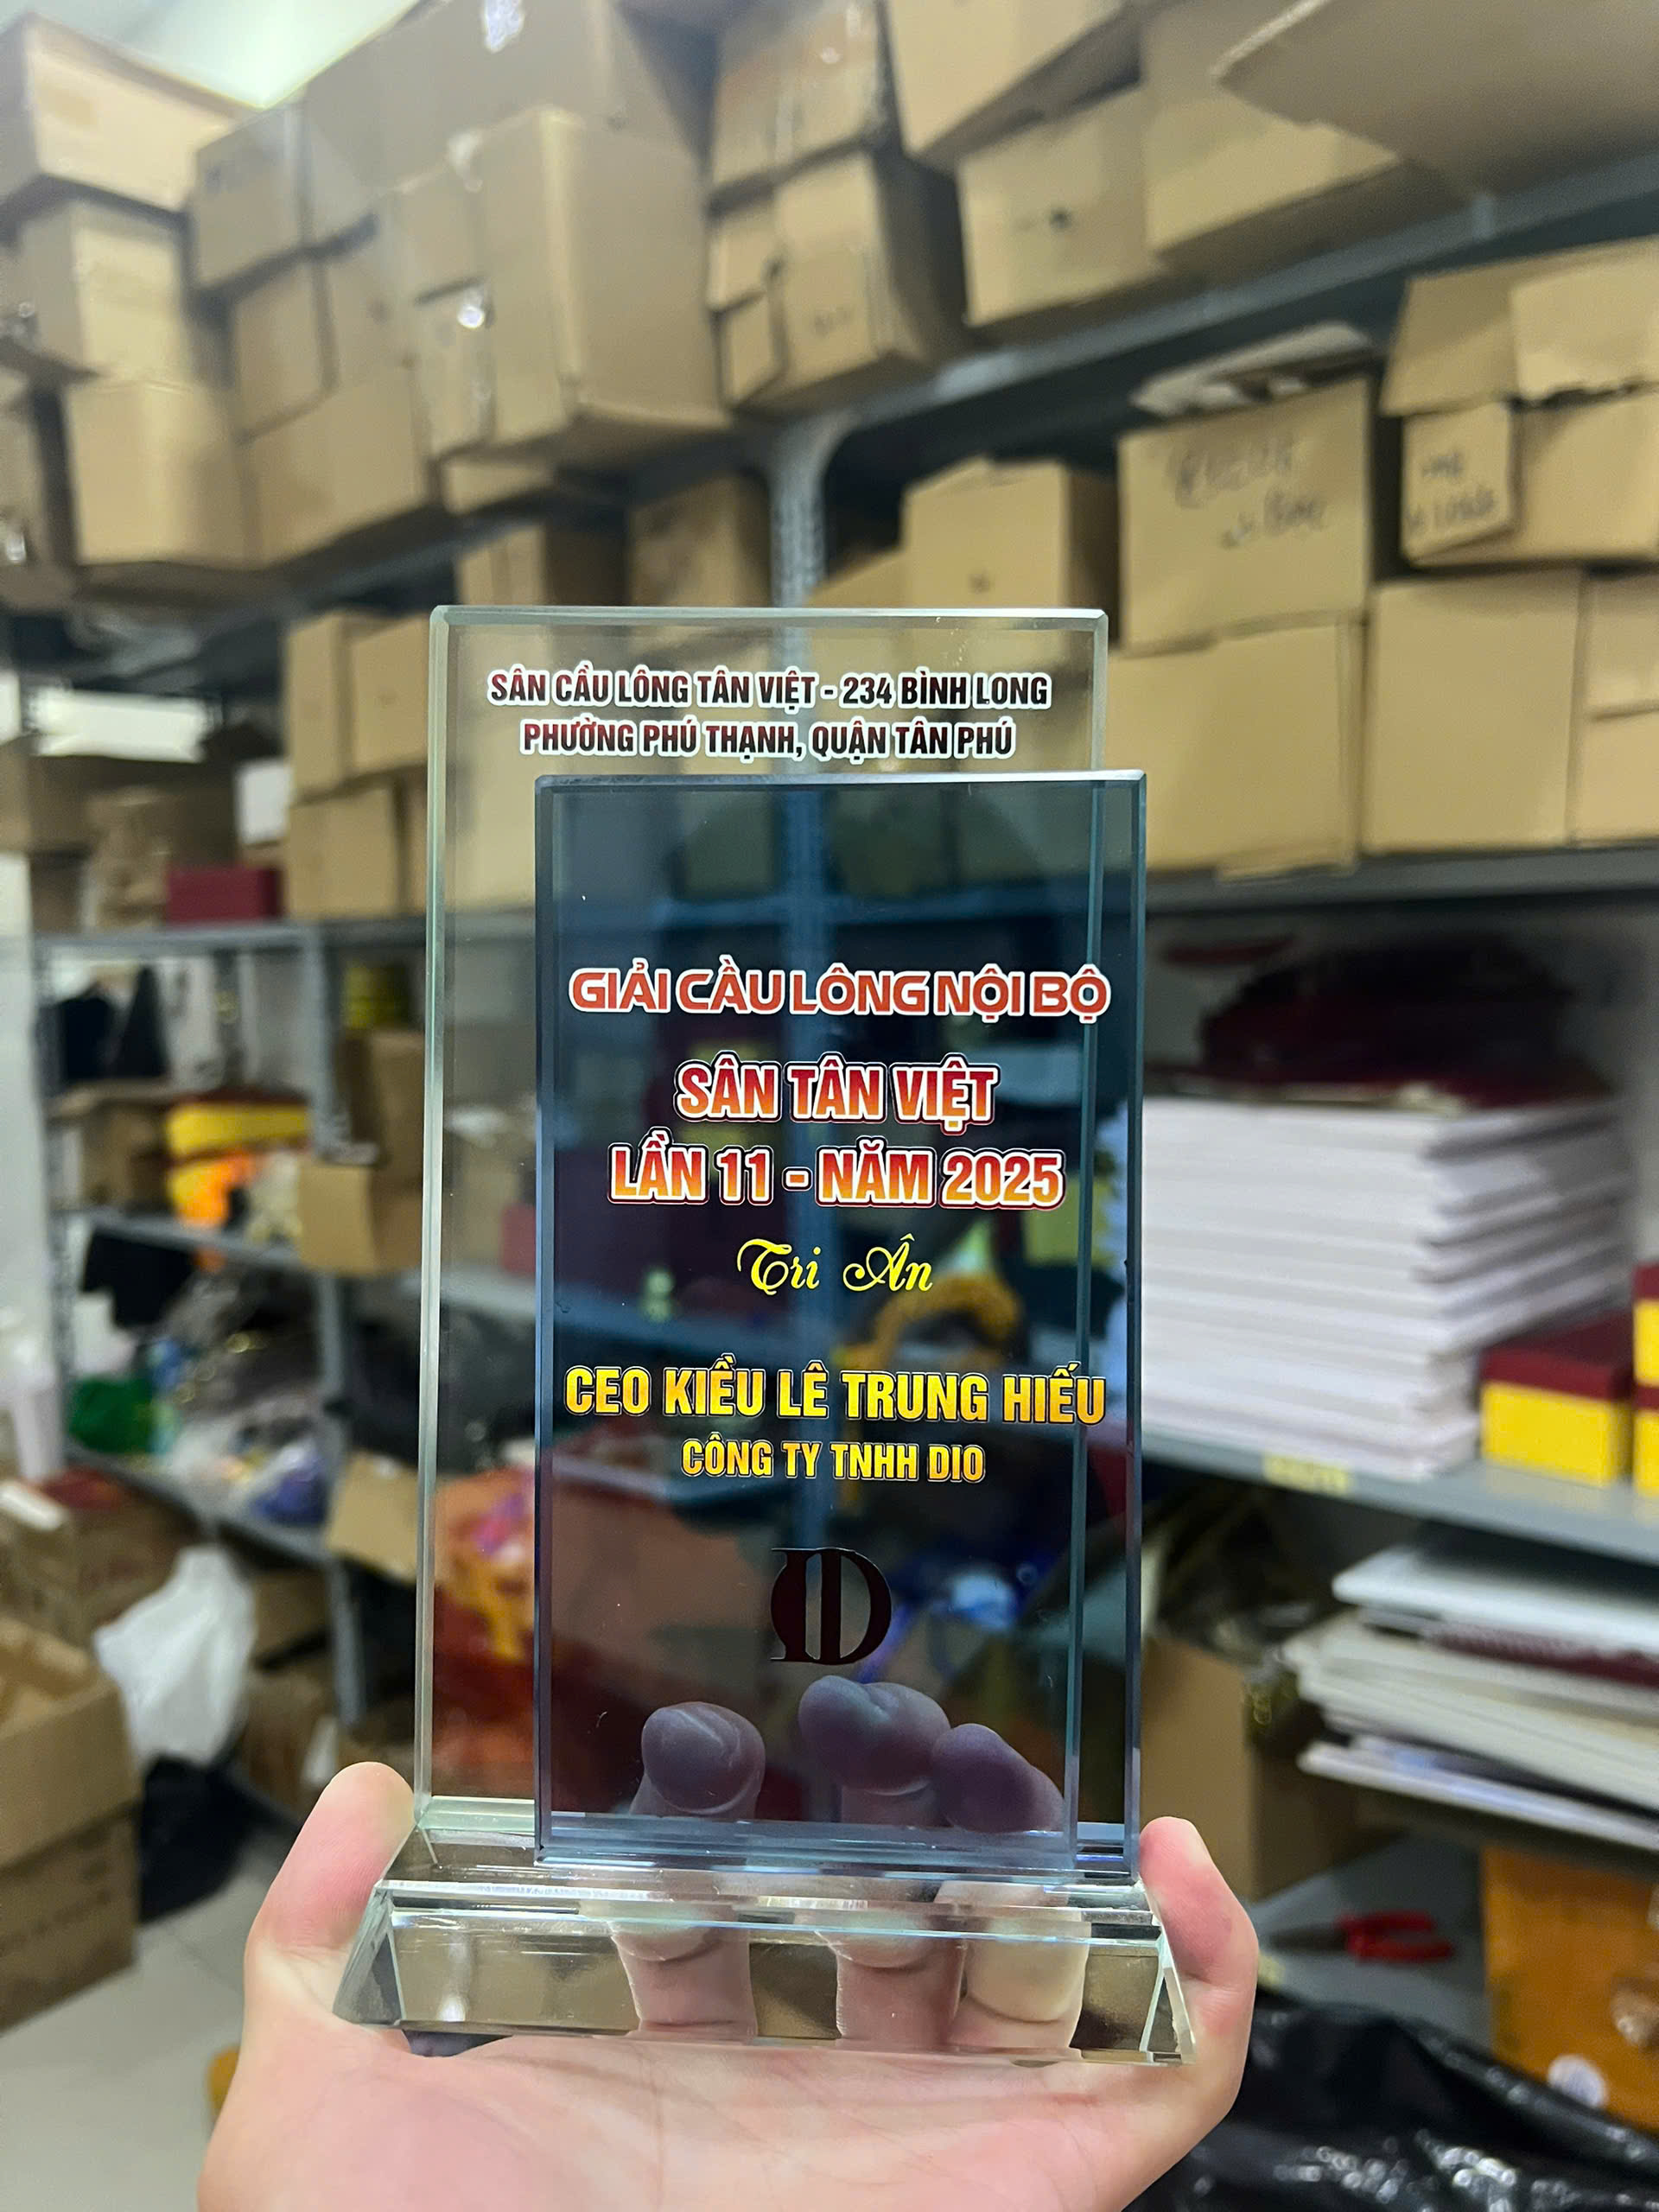 SÂN CẦU LÔNG TÂN VIỆT - 234 BÌNH LONG
PHƯỜNG PHÚ THẠNH, QUẬN TÂN PHÚ
GIẢI CẦU LÔNG NỘI BỘ
SÂN TÂN VIỆT
LẦN 11 - NĂM 2025
Tri Ân
CEO KIỀU LÊ TRUNG HIẾU
CÔNG TY TNHH DIO